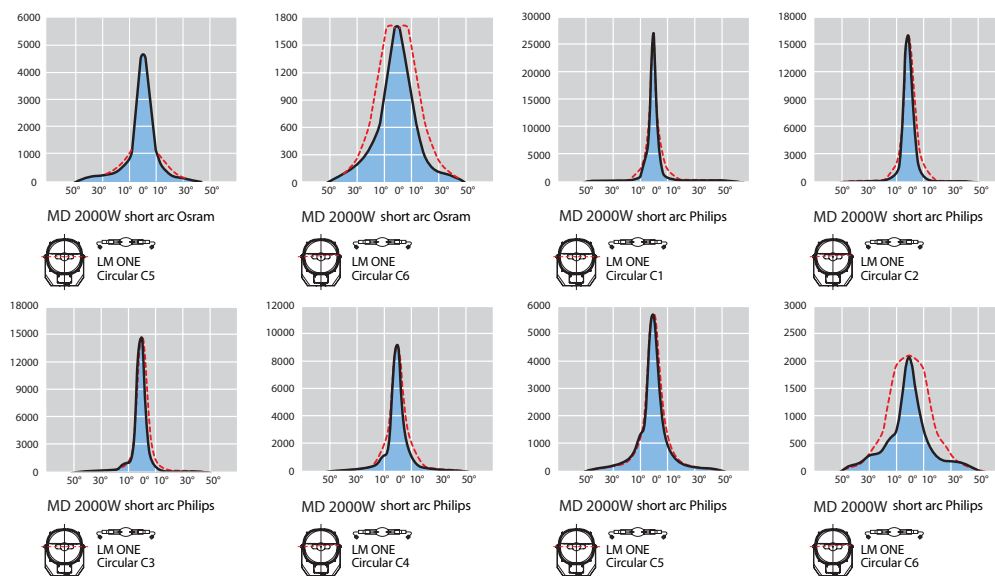 6000
5000
4000
3000
2000
1000
0
50° 30° 10° 0° 10° 30° 50°
MD 2000W short arc Osram
LM ONE
Circular C5
1800
1500
1200
900
600
300
0
50° 30° 10° 0° 10° 30° 50°
MD 2000W short arc Osram
LM ONE
Circular C6
30000
25000
20000
15000
10000
5000
0
50° 30° 10° 0° 10° 30° 50°
MD 2000W short arc Philips
LM ONE
Circular C1
18000
15000
12000
9000
6000
3000
0
50° 30° 10° 0° 10° 30° 50°
MD 2000W short arc Philips
LM ONE
Circular C2
18000
15000
12000
9000
6000
3000
0
50° 30° 10° 0° 10° 30° 50°
MD 2000W short arc Philips
LM ONE
Circular C3
12000
10000
8000
6000
4000
2000
0
50° 30° 10° 0° 10° 30° 50°
MD 2000W short arc Philips
LM ONE
Circular C4
6000
5000
4000
3000
2000
1000
0
50° 30° 10° 0° 10° 30° 50°
MD 2000W short arc Philips
LM ONE
Circular C5
3000
2500
2000
1500
1000
500
0
50° 30° 10° 0° 10° 30° 50°
MD 2000W short arc Philips
LM ONE
Circular C6